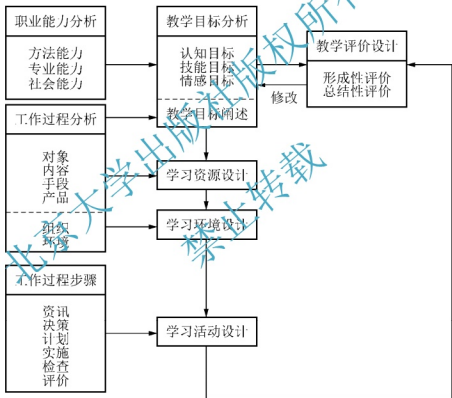 职业能力分析
方法能力
专业能力
社会能力
教学目标分析
认知目标
技能目标
情感目标
教学目标阐述
教学评价设计
形成性评价
总结性评价
修改
工作过程分析
对象
内容
手段
产品
组织
环境
学习资源设计
学习环境设计
工作过程步骤
资讯
决策
计划
实施
检查
评价
学习活动设计
北京大学出版社版权所有
禁止转载